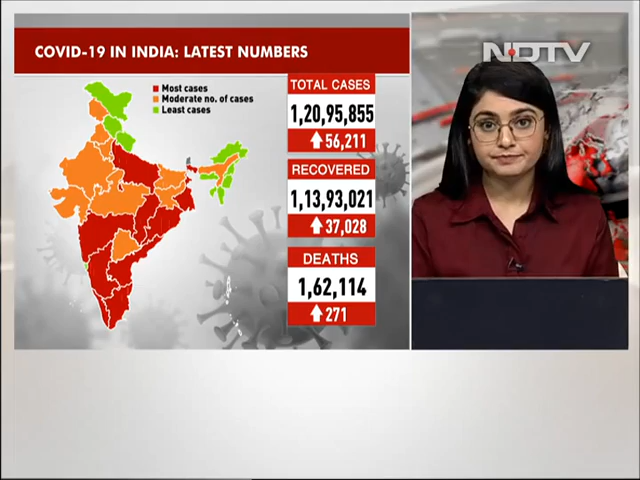 COVID-19 IN INDIA: LATEST NUMBERS
NDTV
Most cases
Moderate no. of cases
Least cases
TOTAL CASES
1,20,95,855
56,211
RECOVERED
1,13,93,021
37,028
DEATHS
1,62,114
271